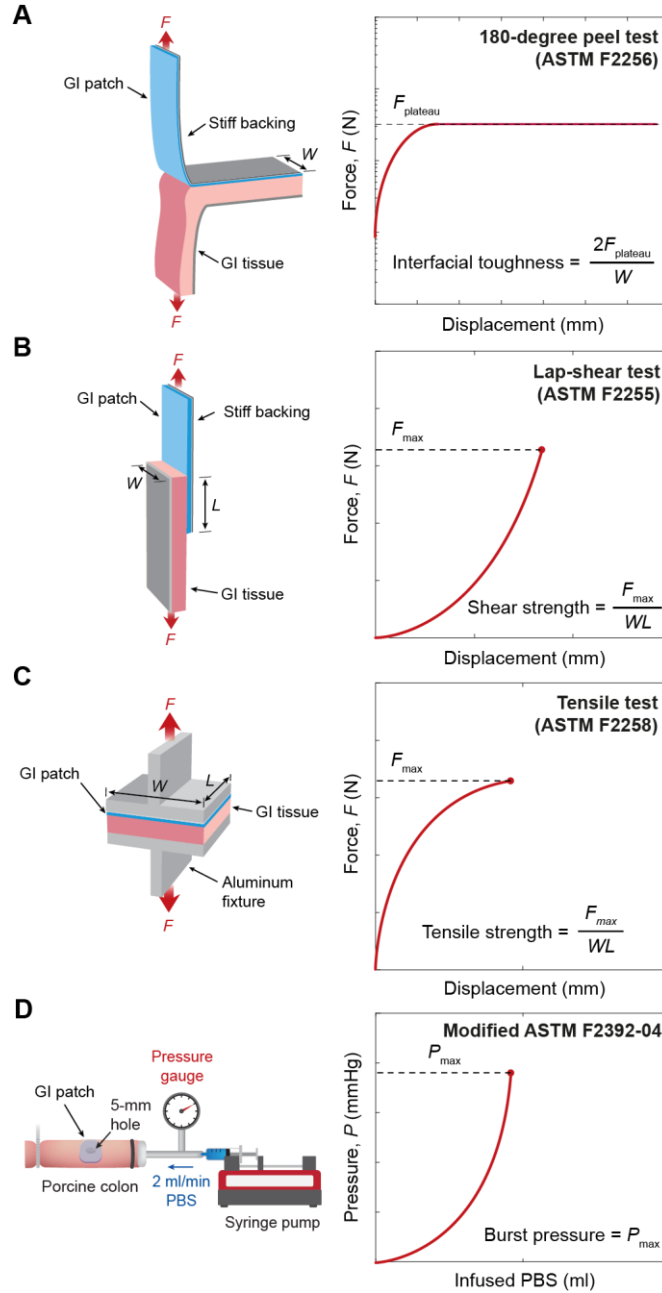 A
F
GI patch
Stiff backing
W
GI tissue
F
180-degree peel test
(ASTM F2256)
Fplateau
Force, F (N)
Interfacial toughness = 2Fplateau
W
Displacement (mm)
B
F
GI patch
Stiff backing
W
L
GI tissue
F
Lap-shear test
(ASTM F2255)
Fmax
Force, F (N)
Shear strength = Fmax
WL
Displacement (mm)
C
F
W
L
GI patch
GI tissue
Aluminum
fixture
F
Tensile test
(ASTM F2258)
Fmax
Force, F (N)
Tensile strength = Fmax
WL
Displacement (mm)
D
Pressure
gauge
GI patch
5-mm
hole
2 ml/min
PBS
Porcine colon
Syringe pump
Modified ASTM F2392-04
Pmax
Pressure, P (mmHg)
Burst pressure = Pmax
Infused PBS (ml)